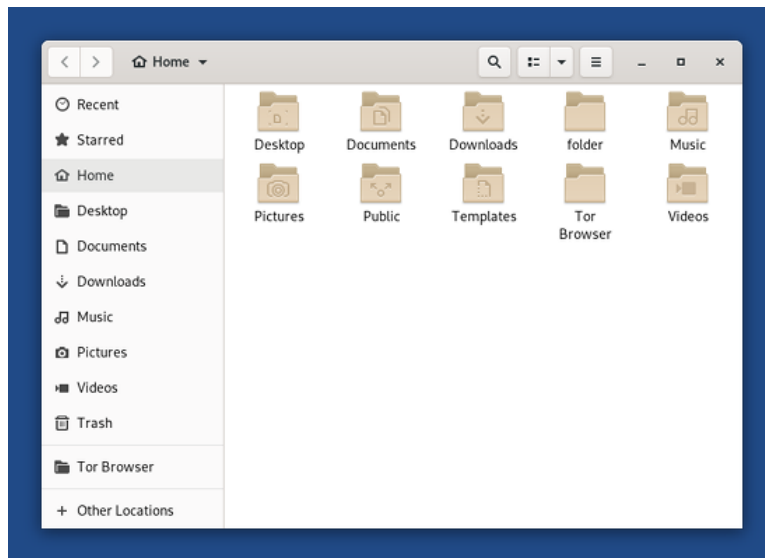 Home
Recent
Starred
Home
Desktop
Documents
Downloads
Music
Pictures
Videos
Trash
Tor Browser
+ Other Locations
Desktop
Documents
Downloads
folder
Music
Pictures
Public
Templates
Tor
Browser
Videos